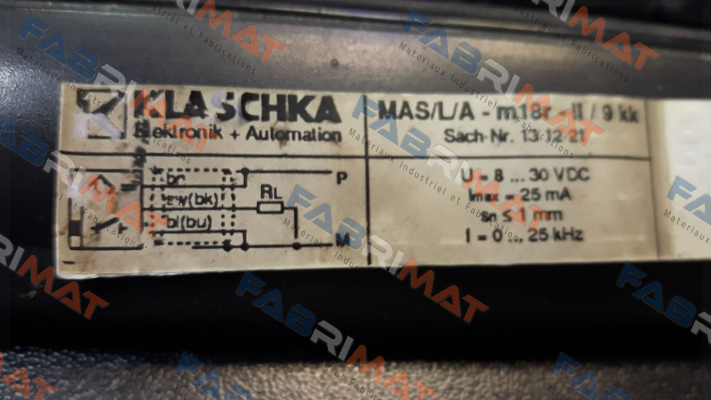 KLASCHKA
Elektronik + Automation
MAS/L/A - m18r - II / 9 kk
Sach-Nr. 13.12-21
br
sw(bk)
bl(bu)
RL
P
M
U = 8 ... 30 VDC
Imax = 25 mA
sn ≤ 1 mm
f = 0 ... 25 kHz
FABRIMAT
Materiaux Industriel et Fabrications